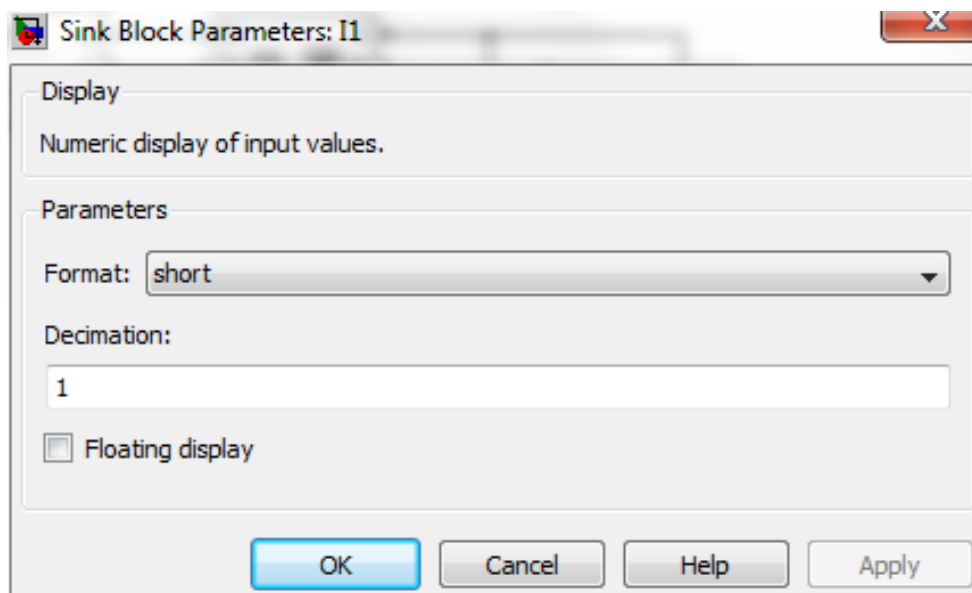 Sink Block Parameters: I1
Display
Numeric display of input values.
Parameters
Format: short
Decimation:
1
Floating display
OK Cancel Help Apply